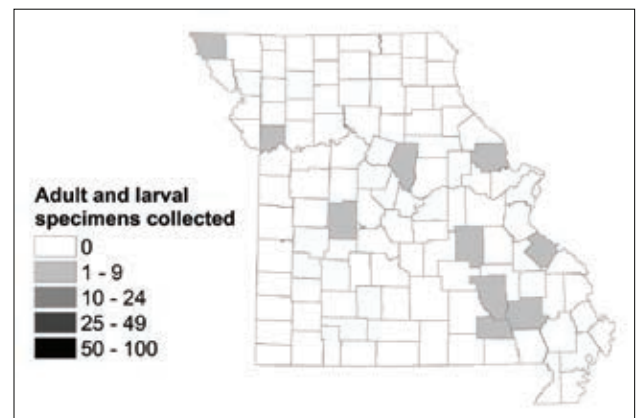 Adult and larval
specimens collected
0
1 - 9
10 - 24
25 - 49
50 - 100